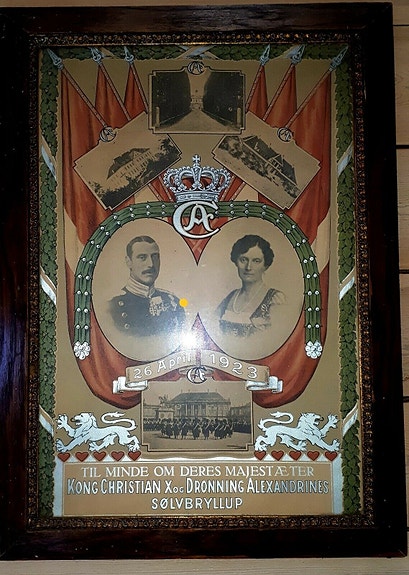 26 April 1923
TIL MINDE OM DERES MAJESTÆTER
KONG CHRISTIAN X OG DRONNING ALEXANDRINES
SØLVBRYLLUP